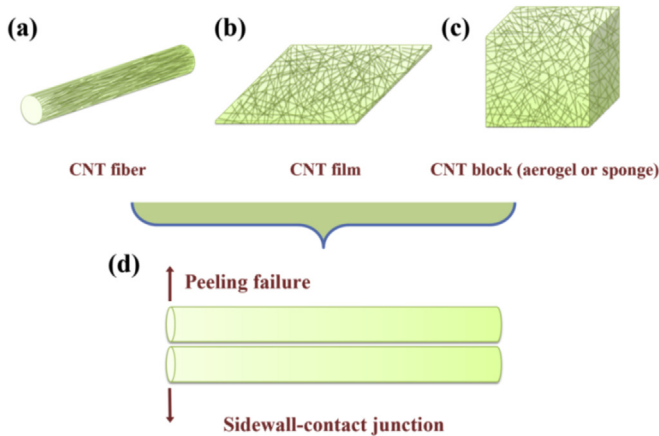 (a)
(b)
(c)
CNT fiber
CNT film
CNT block (aerogel or sponge)
(d)
Peeling failure
Sidewall-contact junction